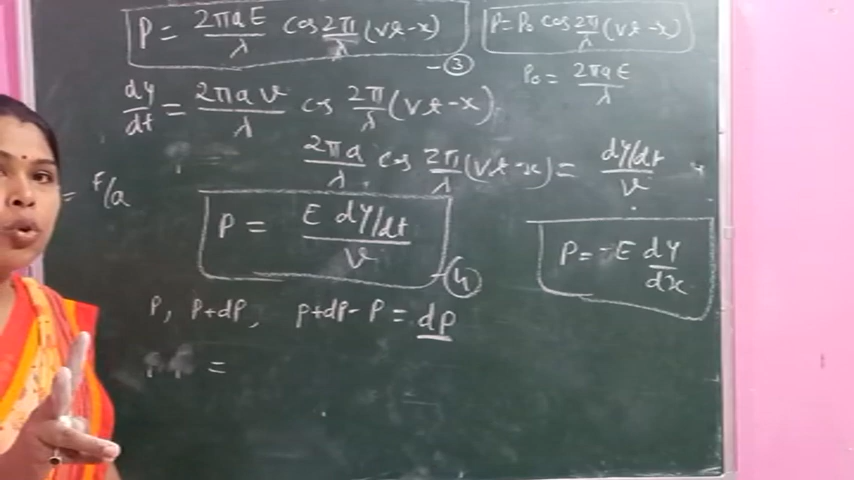 P = 2πaE/λ cos 2π/λ (vt-x) -③
P = P₀ cos 2π/λ (vt-x)
P₀ = 2πaE/λ
dy/dt = 2πav/λ cos 2π/λ (vt-x)
2πa/λ cos 2π/λ (vt-x) = dy/dt/v
= F/a
P = E dy/dt/v -④
P = -E dy/dx
P, P+dP, P+dP - P = dP
=